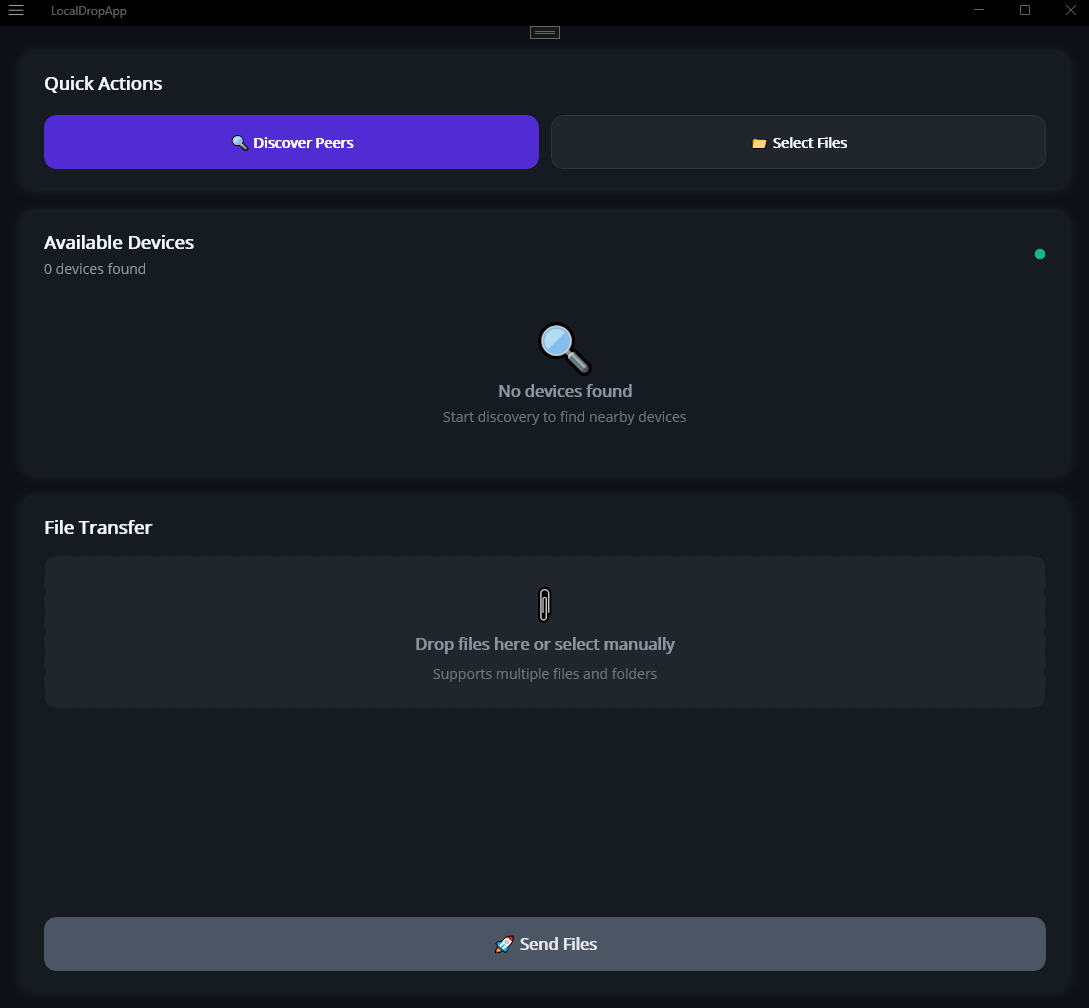 LocalDropApp
Quick Actions
Discover Peers
Select Files
Available Devices
0 devices found
No devices found
Start discovery to find nearby devices
File Transfer
Drop files here or select manually
Supports multiple files and folders
Send Files